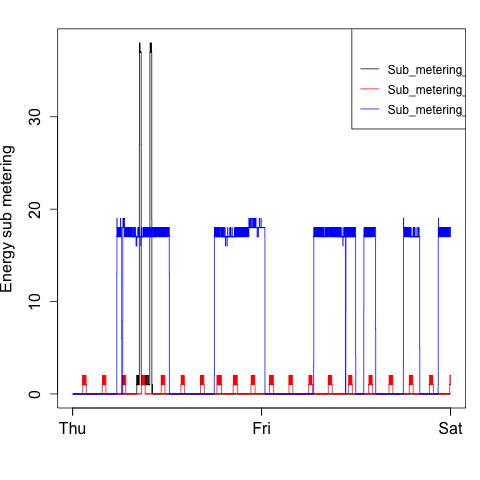 Sub_metering_
Sub_metering_
Sub_metering_
Energy sub metering
30
20
10
0
Thu Fri Sat